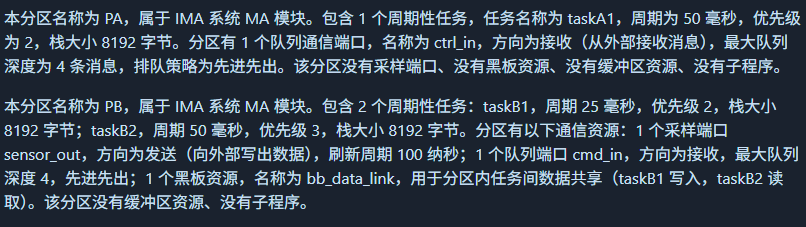 本分区名称为 PA，属于 IMA 系统 MA 模块。包含 1 个周期性任务，任务名称为 taskA1，周期为 50 毫秒，优先级
为 2，栈大小 8192 字节。分区有 1 个队列通信端口，名称为 ctrl_in，方向为接收（从外部接收消息），最大队列
深度为 4 条消息，排队策略为先进先出。该分区没有采样端口、没有黑板资源、没有缓冲区资源、没有子程序。
本分区名称为 PB，属于 IMA 系统 MA 模块。包含 2 个周期性任务：taskB1，周期 25 毫秒，优先级 2，栈大小
8192 字节；taskB2，周期 50 毫秒，优先级 3，栈大小 8192 字节。分区有以下通信资源：1 个采样端口
sensor_out，方向为发送（向外部写出数据），刷新周期 100 纳秒；1 个队列端口 cmd_in，方向为接收，最大队列
深度 4，先进先出；1 个黑板资源，名称为 bb_data_link，用于分区内任务间数据共享（taskB1 写入，taskB2 读
取）。该分区没有缓冲区资源、没有子程序。